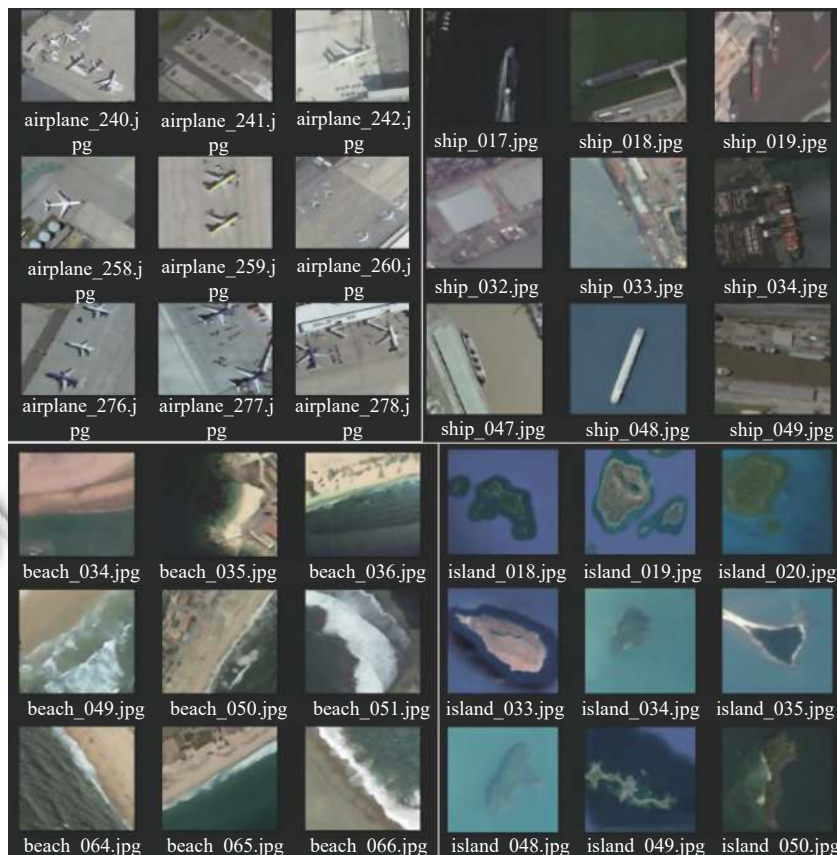 airplane_240.j
pg
airplane_241.j
pg
airplane_242.j
pg
airplane_258.j
pg
airplane_259.j
pg
airplane_260.j
pg
airplane_276.j
pg
airplane_277.j
pg
airplane_278.j
pg
ship_017.jpg
ship_018.jpg
ship_019.jpg
ship_032.jpg
ship_033.jpg
ship_034.jpg
ship_047.jpg
ship_048.jpg
ship_049.jpg
beach_034.jpg
beach_035.jpg
beach_036.jpg
beach_049.jpg
beach_050.jpg
beach_051.jpg
beach_064.jpg
beach_065.jpg
beach_066.jpg
island_018.jpg
island_019.jpg
island_020.jpg
island_033.jpg
island_034.jpg
island_035.jpg
island_048.jpg
island_049.jpg
island_050.jpg